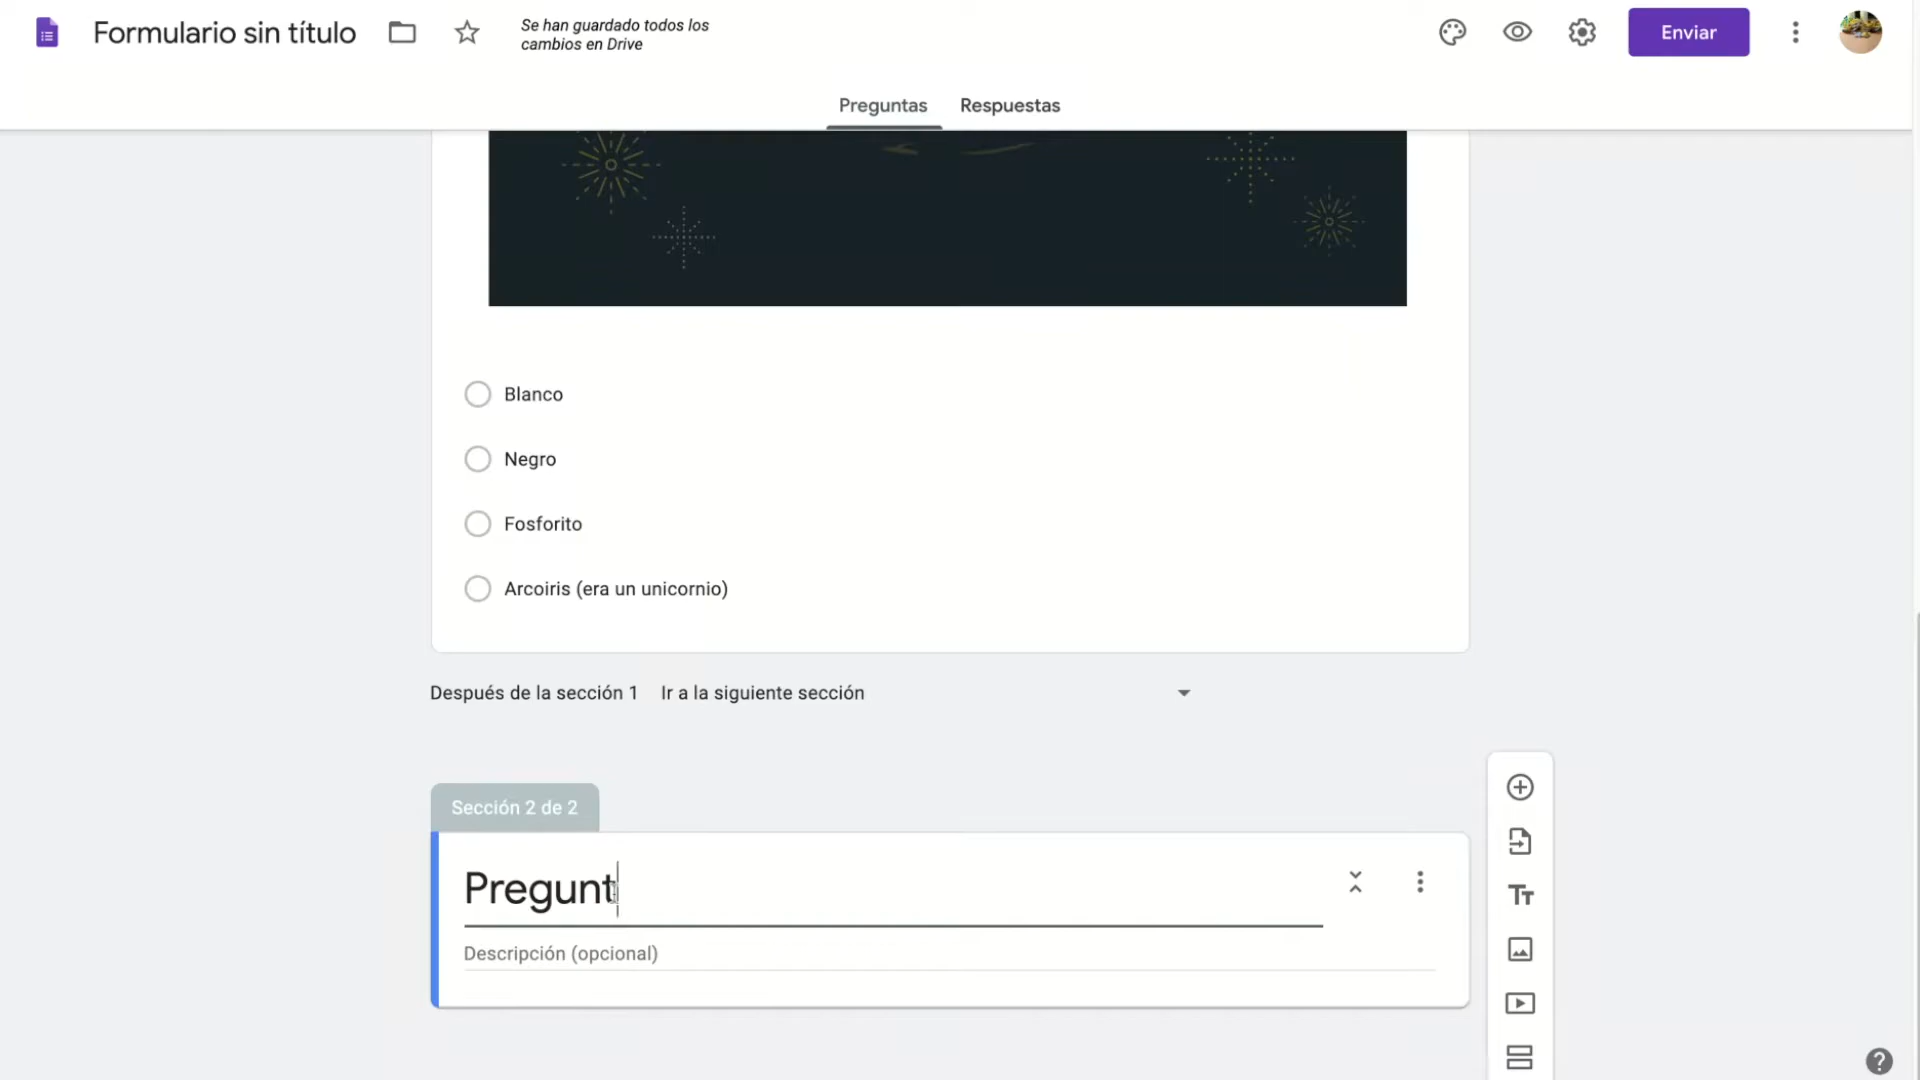 Formulario sin título
Se han guardado todos los
cambios en Drive
Enviar
Preguntas
Respuestas
Blanco
Negro
Fosforito
Arcoiris (era un unicornio)
Después de la sección 1 Ir a la siguiente sección
Sección 2 de 2
Pregunt
Descripción (opcional)